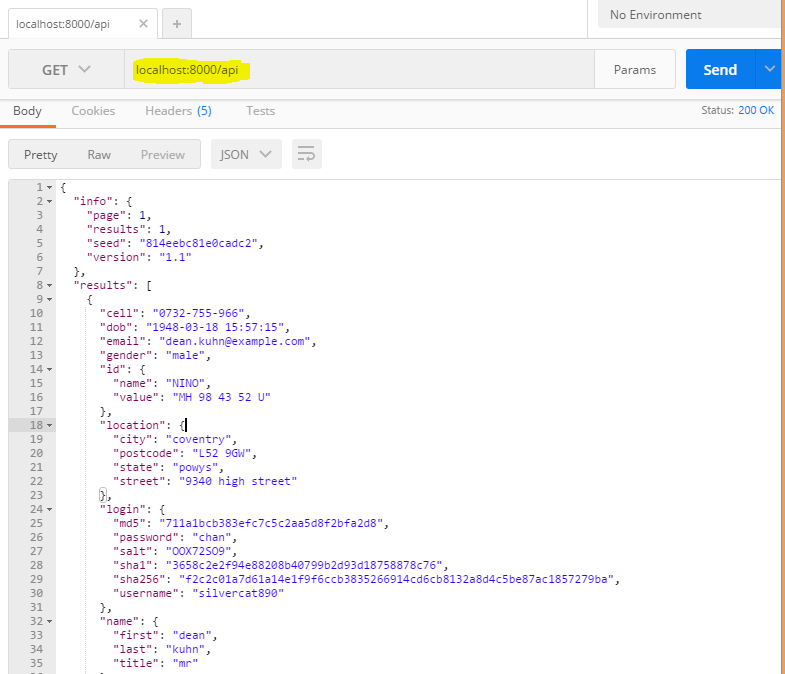 localhost:8000/api
No Environment
GET localhost:8000/api Params Send
Body Cookies Headers (5) Tests Status: 200 OK
Pretty Raw Preview JSON
1 {
2 "info": {
3 "page": 1,
4 "results": 1,
5 "seed": "814eebc81e0cadc2",
6 "version": "1.1"
7 },
8 "results": [
9 {
10 "cell": "0732-755-966",
11 "dob": "1948-03-18 15:57:15",
12 "email": "dean.kuhn@example.com",
13 "gender": "male",
14 "id": {
15 "name": "NINO",
16 "value": "MH 98 43 52 U"
17 },
18 "location": {
19 "city": "coventry",
20 "postcode": "L52 9GW",
21 "state": "powys",
22 "street": "9340 high street"
23 },
24 "login": {
25 "md5": "711a1bcb383efc7c5c2aa5d8f2bfa2d8",
26 "password": "chan",
27 "salt": "OOX72SO9",
28 "sha1": "3658c2e2f94e88208b40799b2d93d18758878c76",
29 "sha256": "f2c2c01a7d61a14e1f9f6ccb3835266914cd6cb8132a8d4c5be87ac1857279ba",
30 "username": "silvercat890"
31 },
32 "name": {
33 "first": "dean",
34 "last": "kuhn",
35 "title": "mr"